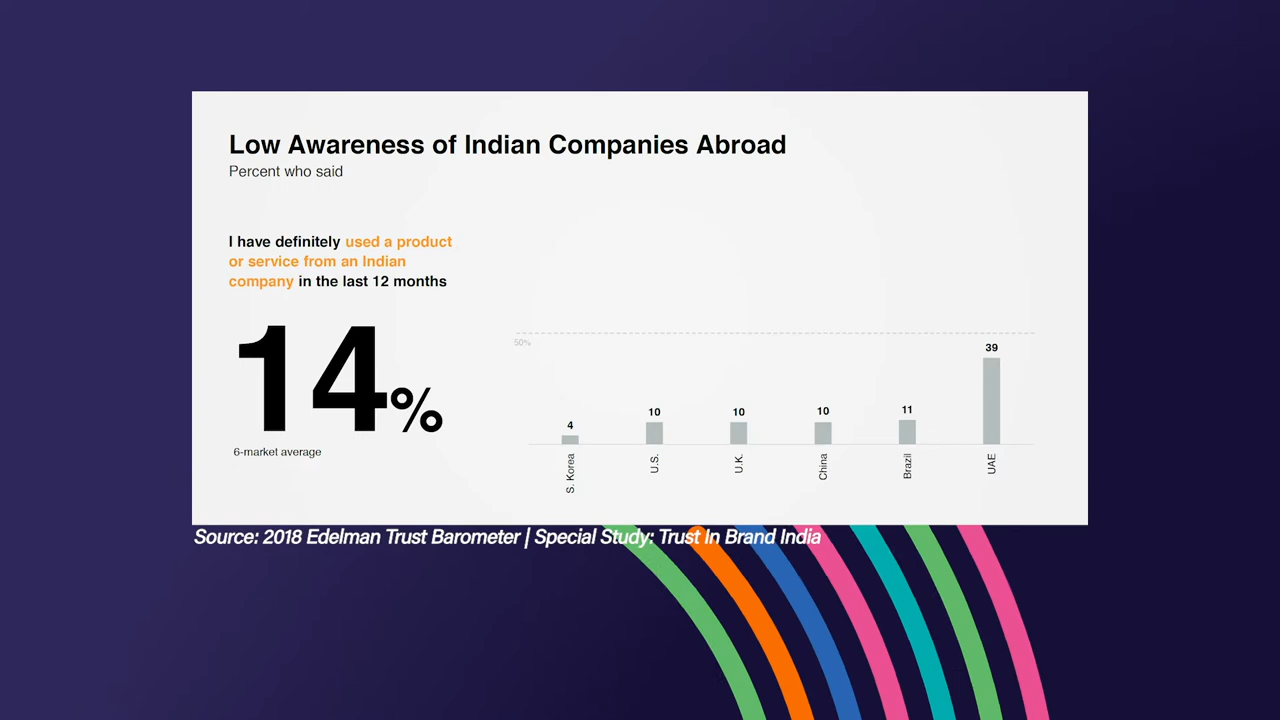 Low Awareness of Indian Companies Abroad
Percent who said
I have definitely used a product
or service from an Indian
company in the last 12 months
14%
6-market average
50%
4
10
10
10
11
39
S. Korea
U.S.
U.K.
China
Brazil
UAE
Source: 2018 Edelman Trust Barometer | Special Study: Trust In Brand India